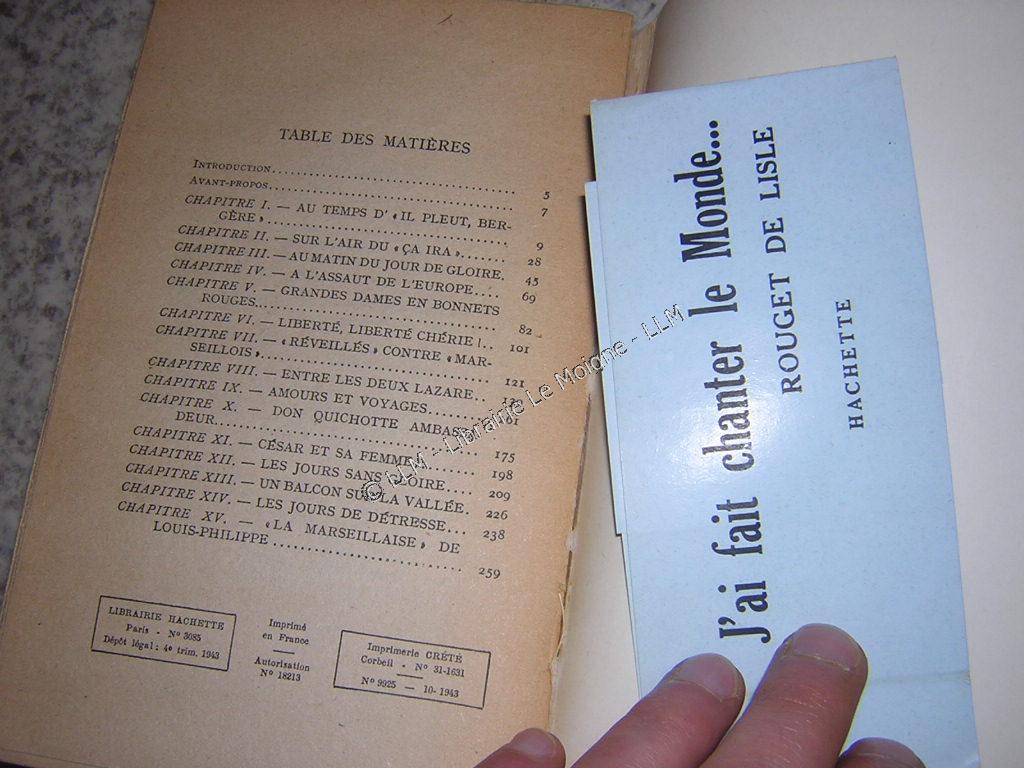 TABLE DES MATIÈRES
INTRODUCTION........ 5
AVANT-PROPOS........ 7
CHAPITRE I. — AU TEMPS D' « IL PLEUT, BER-
GÈRE »........ 9
CHAPITRE II. — SUR L'AIR DU « ÇA IRA »....... 28
CHAPITRE III. — AU MATIN DU JOUR DE GLOIRE. 45
CHAPITRE IV. — A L'ASSAUT DE L'EUROPE.... 69
CHAPITRE V. — GRANDES DAMES EN BONNETS
ROUGES........ 82
CHAPITRE VI. — LIBERTÉ, LIBERTÉ CHÉRIE !.. 101
CHAPITRE VII. — « RÉVEILLÉS » CONTRE « MAR-
SEILLOIS »........ 121
CHAPITRE VIII. — ENTRE LES DEUX LAZARE..
CHAPITRE IX. — AMOURS ET VOYAGES........ 161
CHAPITRE X. — DON QUICHOTTE AMBASSA-
DEUR........ 175
CHAPITRE XI. — CÉSAR ET SA FEMME........ 198
CHAPITRE XII. — LES JOURS SANS GLOIRE.... 209
CHAPITRE XIII. — UN BALCON SUR LA VALLÉE. 226
CHAPITRE XIV. — LES JOURS DE DÉTRESSE... 238
CHAPITRE XV. — « LA MARSEILLAISE » DE
LOUIS-PHILIPPE........ 259
LIBRAIRIE HACHETTE
Paris - N° 3085
Dépôt légal : 4e trim. 1943
Imprimé
en France
Autorisation
N° 18213
Imprimerie CRÉTÉ
Corbeil - N° 31-1631
N° 9925 — 10-1943
J'ai fait chanter le Monde...
ROUGET DE LISLE
HACHETTE
© LLM - Librairie Le Moigne - LLM